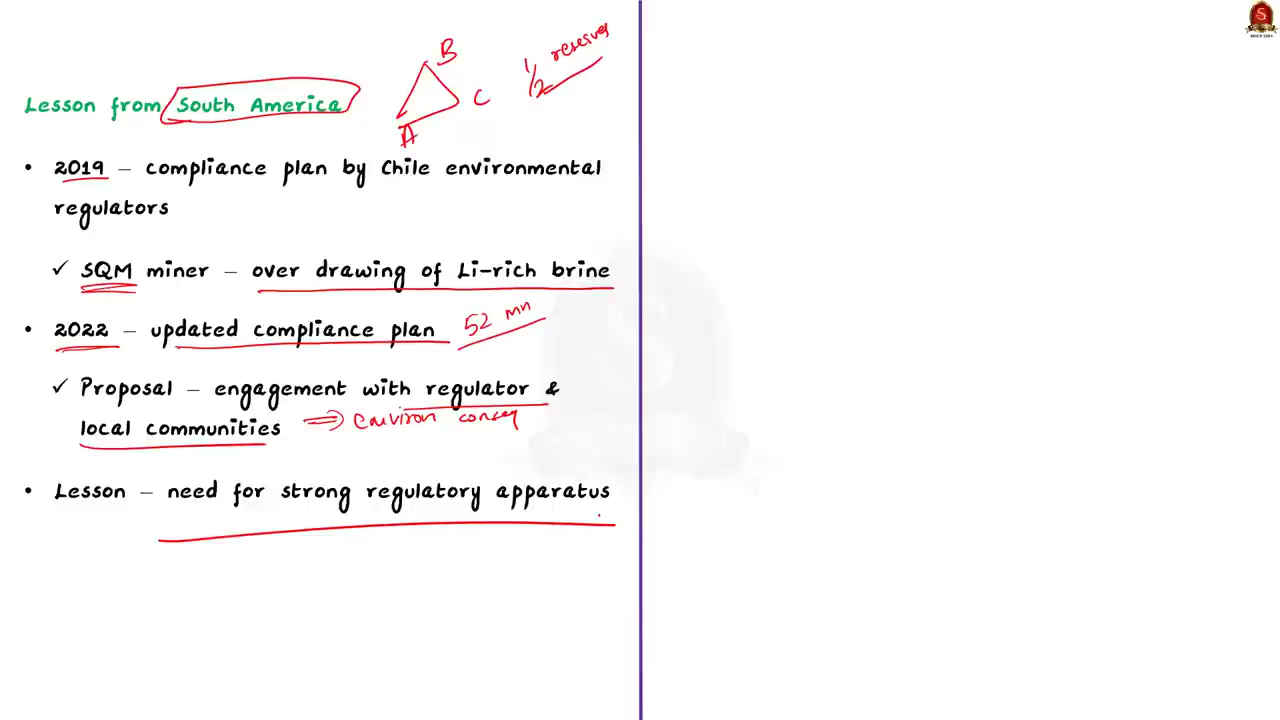 B
1/2 reserves
Lesson from South America
C
A
• 2019 – compliance plan by Chile environmental
regulators
✓ SQM miner – over drawing of Li-rich brine
• 2022 – updated compliance plan 52 mn
✓ Proposal – engagement with regulator &
local communities ⇒ environ conseq
• Lesson – need for strong regulatory apparatus